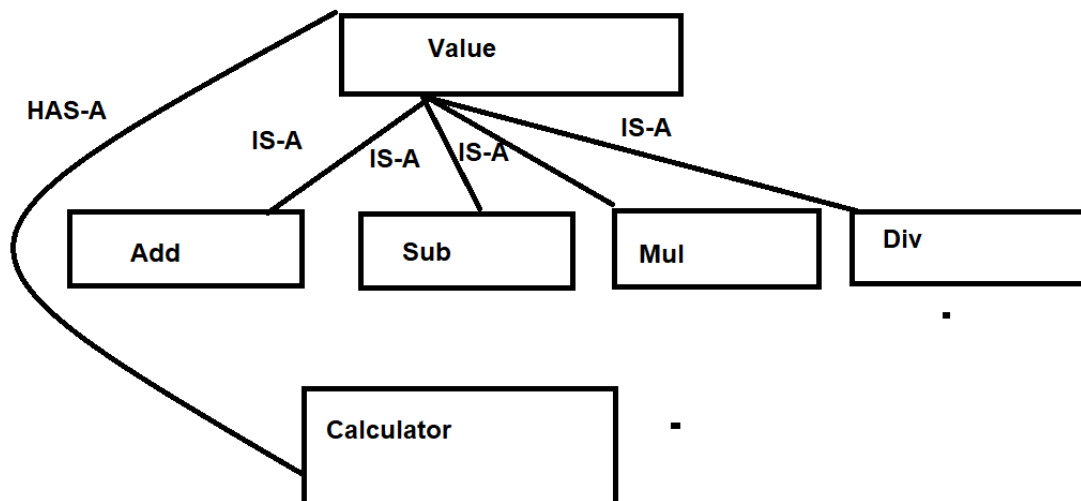 Value
HAS-A
IS-A
IS-A
IS-A
IS-A
Add
Sub
Mul
Div
Calculator